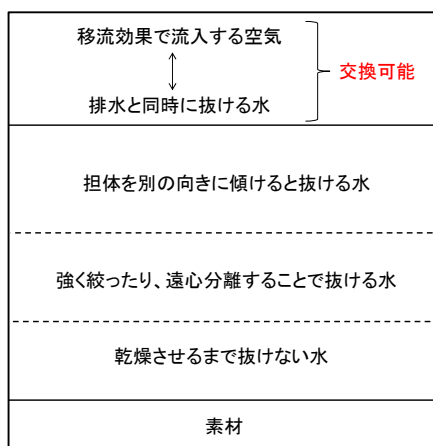 移流効果で流入する空気
交換可能
排水と同時に抜ける水
担体を別の向きに傾けると抜ける水
強く絞ったり、遠心分離することで抜ける水
乾燥させるまで抜けない水
素材